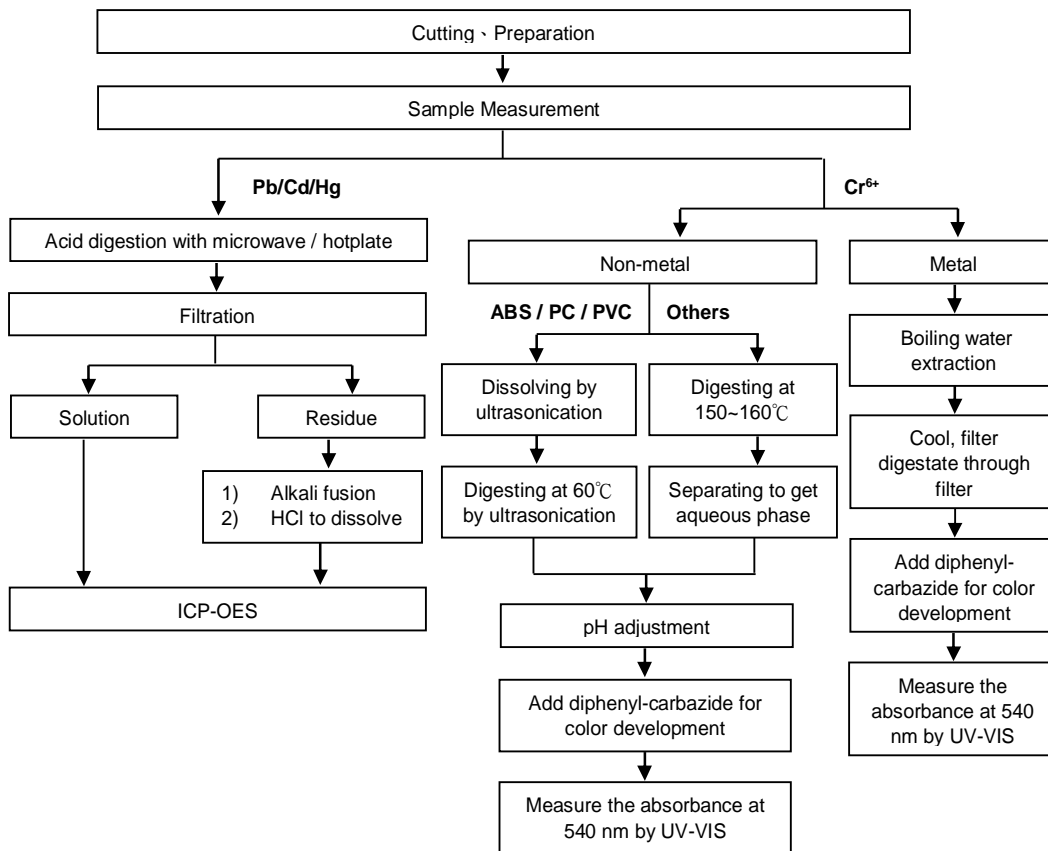 Cutting、Preparation
Sample Measurement
Pb/Cd/Hg
Cr⁶⁺
Acid digestion with microwave / hotplate
Non-metal
Metal
Filtration
ABS / PC / PVC
Others
Boiling water
extraction
Solution
Residue
Dissolving by
ultrasonication
Digesting at
150~160℃
Cool, filter
digestate through
filter
1) Alkali fusion
2) HCl to dissolve
Digesting at 60℃
by ultrasonication
Separating to get
aqueous phase
Add diphenyl-
carbazide for color
development
ICP-OES
pH adjustment
Measure the
absorbance at 540
nm by UV-VIS
Add diphenyl-carbazide for
color development
Measure the absorbance at
540 nm by UV-VIS